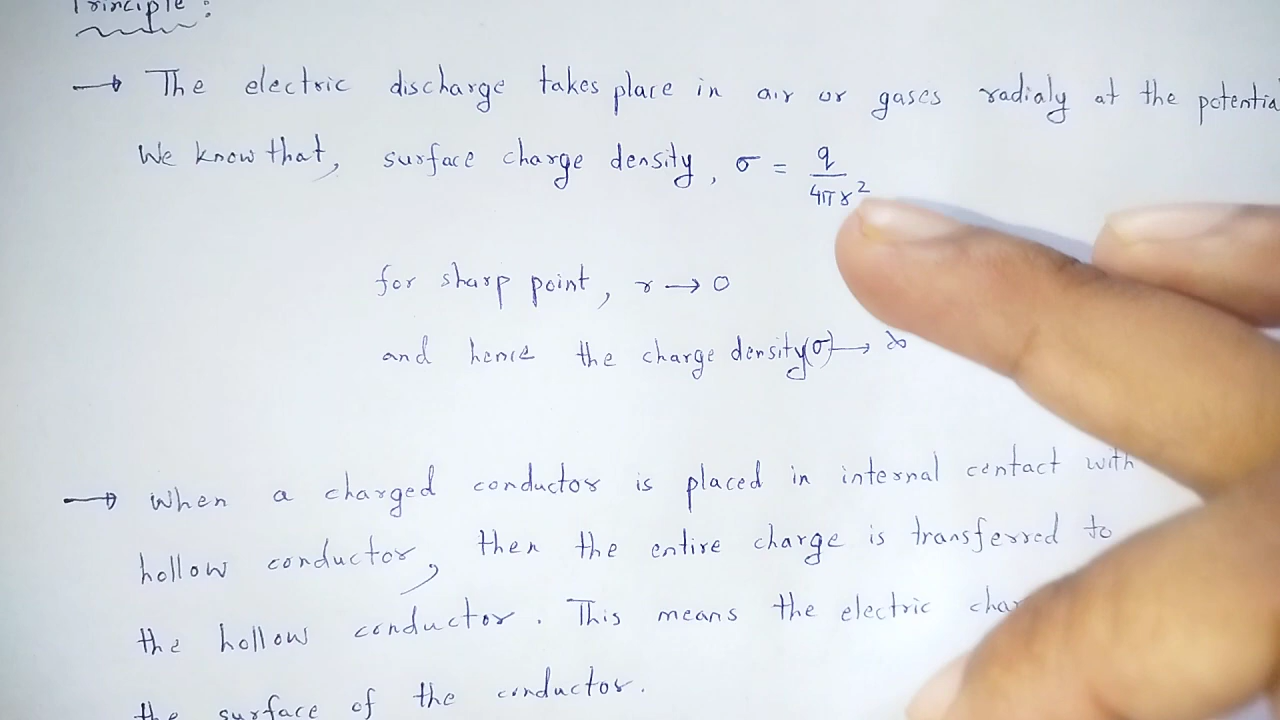 Principle :
→ The electric discharge takes place in air or gases radialy at the potentia
We know that, surface charge density, σ = q / 4πr²
for sharp point, r → 0
and hence the charge density(σ) → ∞
→ When a charged conductor is placed in internal contact with
hollow conductor, then the entire charge is transferred to
the hollow conductor. This means the electric cha
the surface of the conductor.